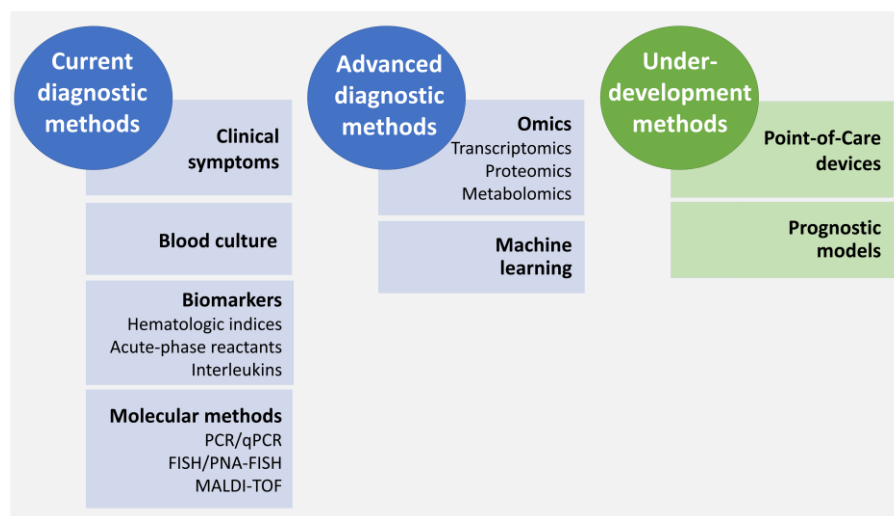 Current
diagnostic
methods
Clinical
symptoms
Blood culture
Biomarkers
Hematologic indices
Acute-phase reactants
Interleukins
Molecular methods
PCR/qPCR
FISH/PNA-FISH
MALDI-TOF
Advanced
diagnostic
methods
Omics
Transcriptomics
Proteomics
Metabolomics
Machine
learning
Under-
development
methods
Point-of-Care
devices
Prognostic
models